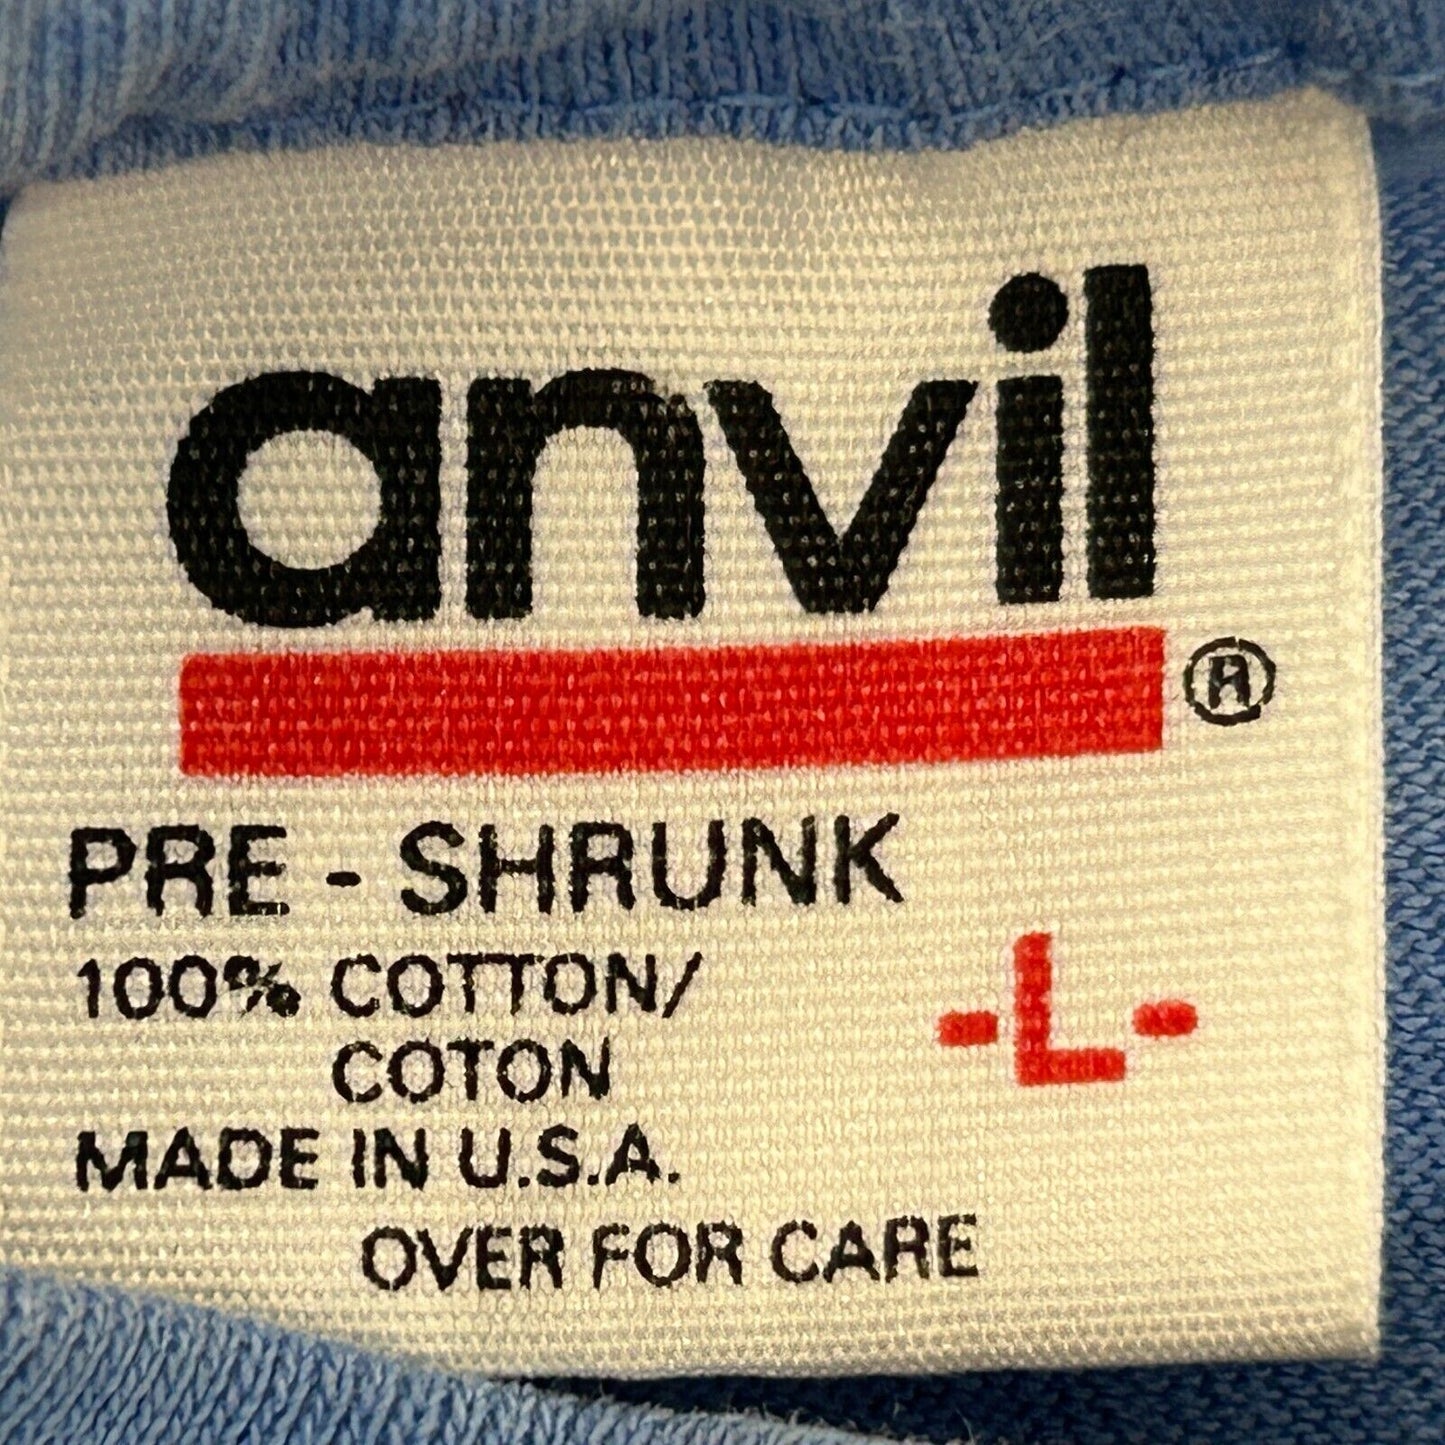 anvil
®
PRE - SHRUNK
100% COTTON/
COTON
-L-
MADE IN U.S.A.
OVER FOR CARE